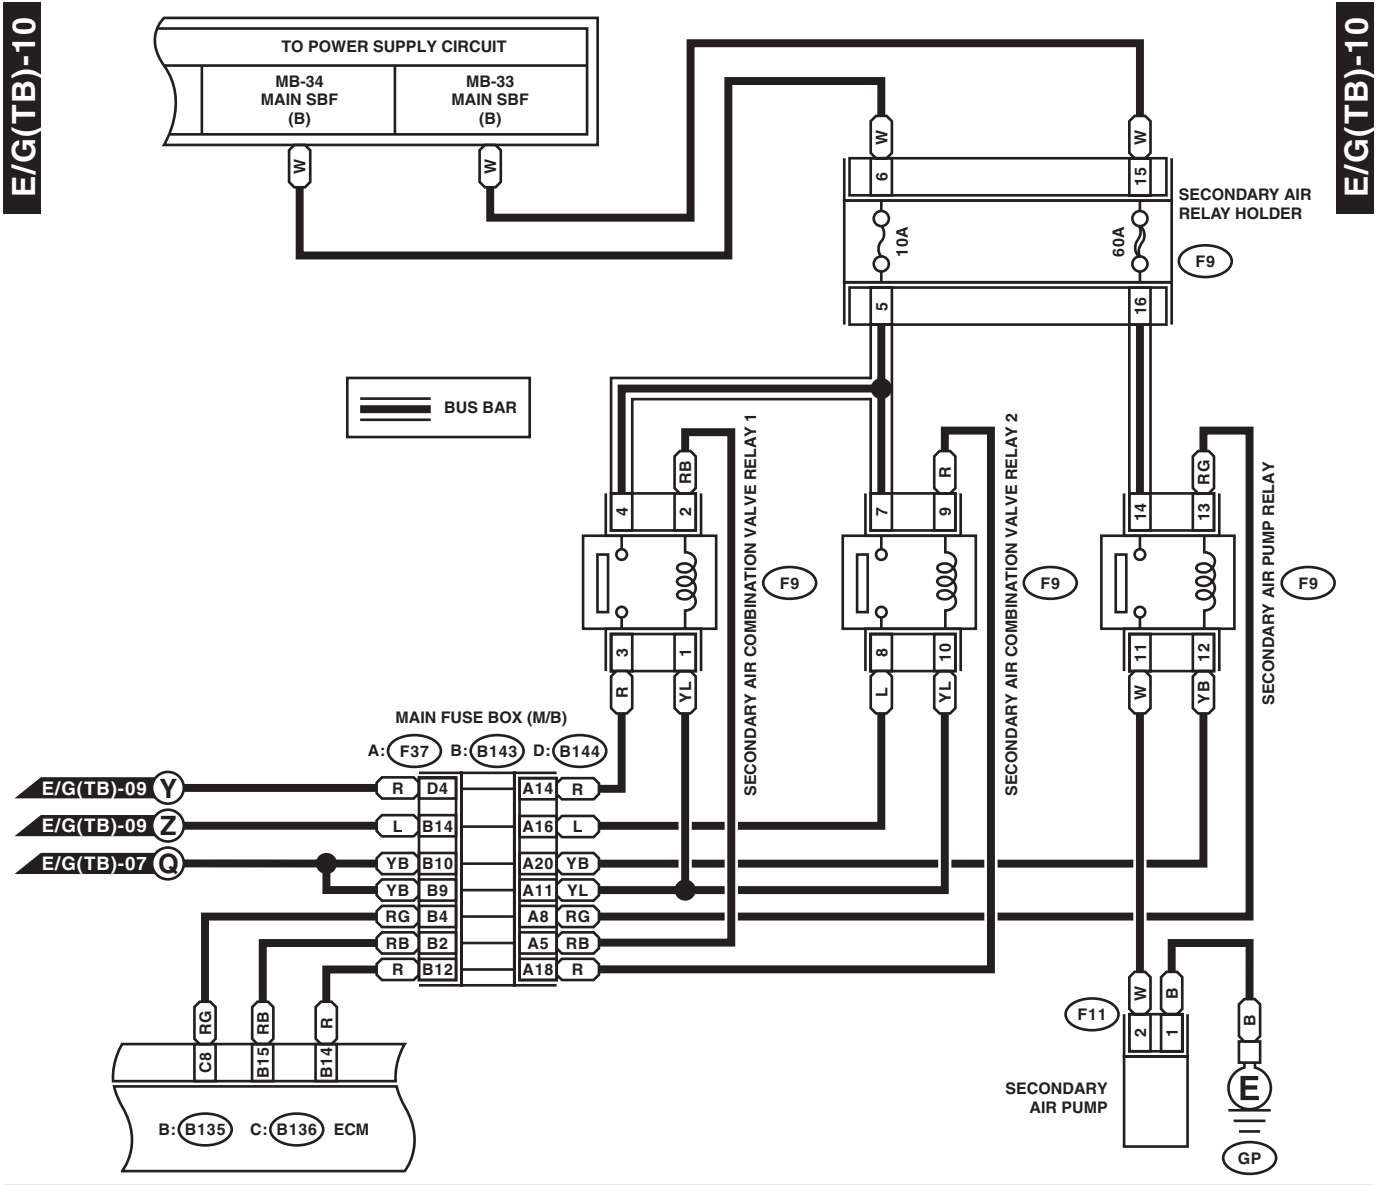 E/G(TB)-10
E/G(TB)-10
TO POWER SUPPLY CIRCUIT
MB-34
MAIN SBF
(B)
MB-33
MAIN SBF
(B)
W
W
W
W
6
15
SECONDARY AIR
RELAY HOLDER
10A
60A
F9
5
16
BUS BAR
RB
R
RG
4
2
7
9
14
13
SECONDARY AIR COMBINATION VALVE RELAY 1
SECONDARY AIR COMBINATION VALVE RELAY 2
SECONDARY AIR PUMP RELAY
F9
F9
F9
3
1
8
10
11
12
R
YL
L
YL
W
YB
MAIN FUSE BOX (M/B)
A: F37 B: B143 D: B144
E/G(TB)-09 Y R D4 A14 R
E/G(TB)-09 Z L B14 A16 L
E/G(TB)-07 Q YB B10 A20 YB
YB B9 A11 YL
RG B4 A8 RG
RB B2 A5 RB
R B12 A18 R
RG
RB
R
C8
B15
B14
B: B135 C: B136 ECM
W
B
F11
2
1
B
SECONDARY
AIR PUMP
E
GP